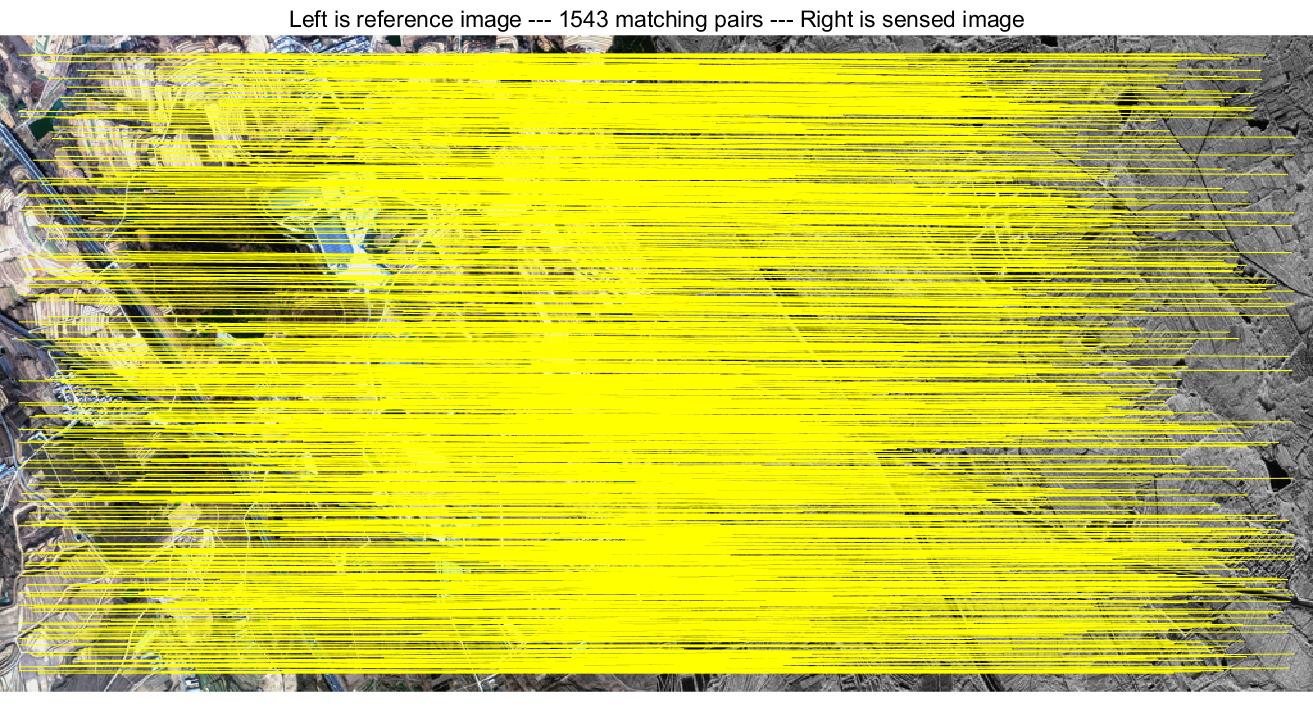 Left is reference image --- 1543 matching pairs --- Right is sensed image